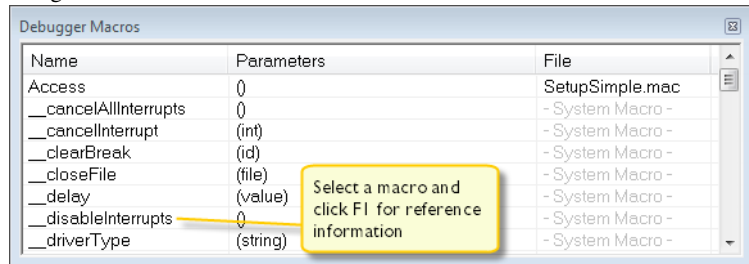 Debugger Macros
Name Parameters File
Access () SetupSimple.mac
__cancelAllInterrupts () - System Macro -
__cancelInterrupt (int) - System Macro -
__clearBreak (id) - System Macro -
__closeFile (file) - System Macro -
__delay (value) - System Macro -
__disableInterrupts () - System Macro -
__driverType (string) - System Macro -
Select a macro and
click F1 for reference
information